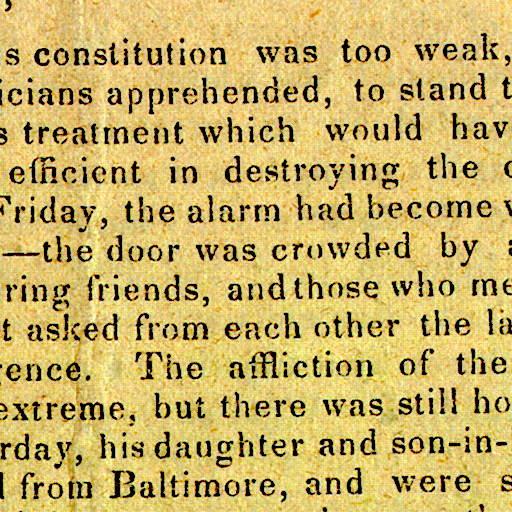 s constitution was too weak,
icians apprehended, to stand t
s treatment which would hav
efficient in destroying the c
Friday, the alarm had become
—the door was crowded by a
ring friends, and those who me
t asked from each other the la
gence. The affliction of the
extreme, but there was still ho
rday, his daughter and son-in-
d from Baltimore, and were s